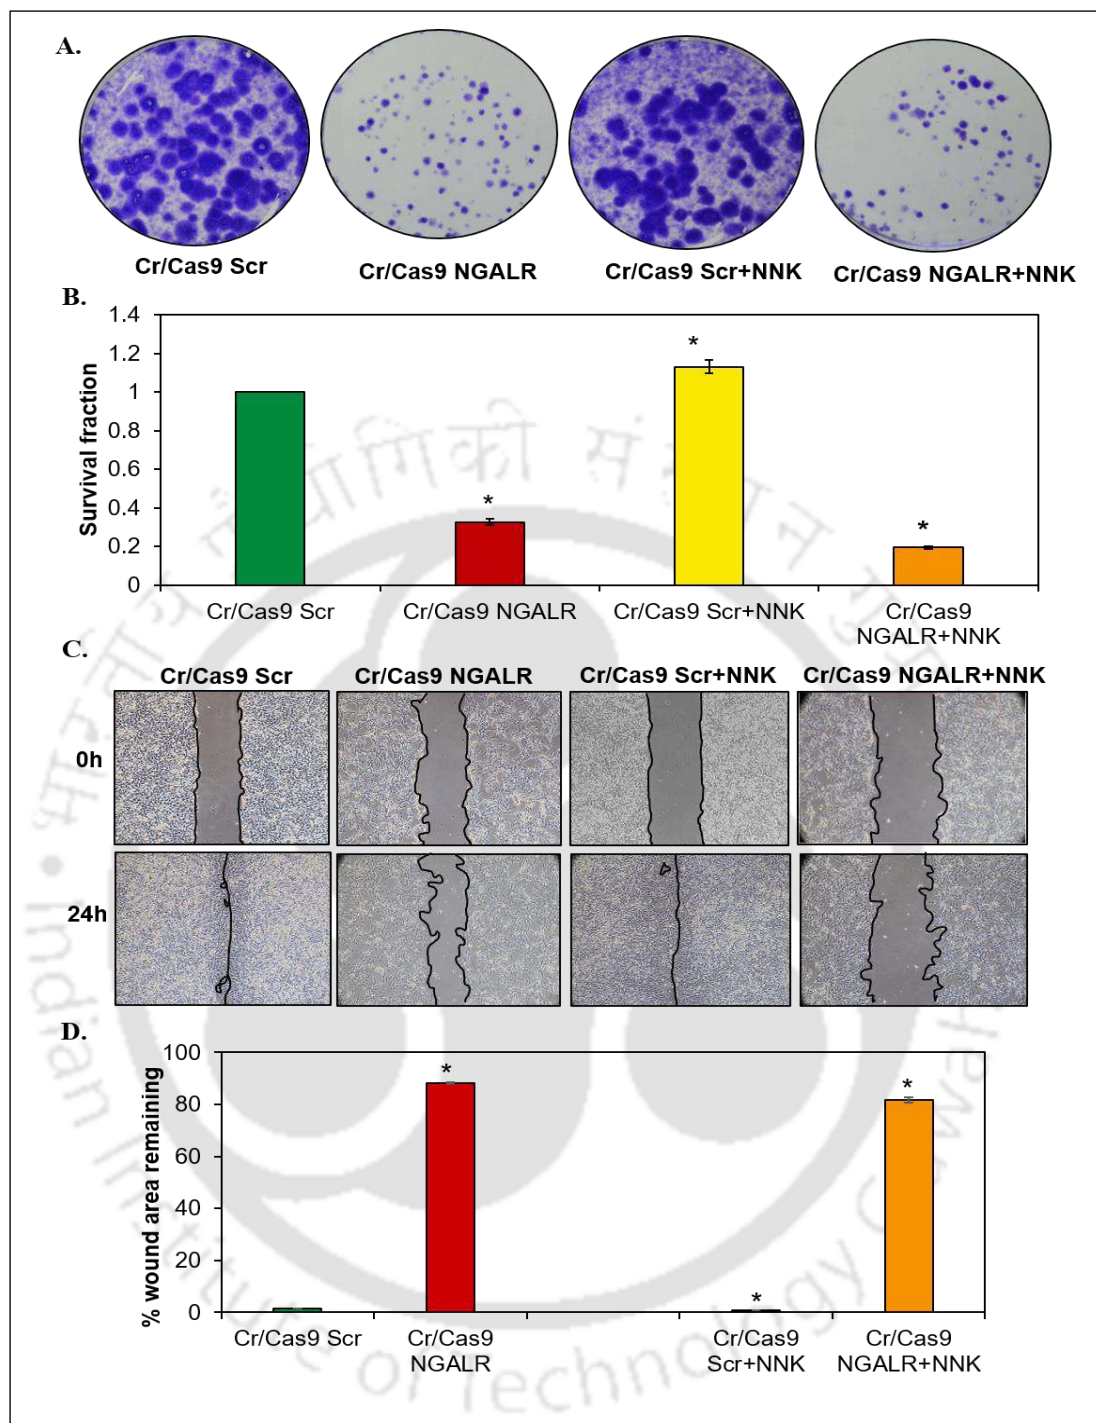 A.
Cr/Cas9 Scr
Cr/Cas9 NGALR
Cr/Cas9 Scr+NNK
Cr/Cas9 NGALR+NNK
B.
Survival fraction
1.4
1.2
1
0.8
0.6
0.4
0.2
0
*
*
*
Cr/Cas9 Scr
Cr/Cas9 NGALR
Cr/Cas9 Scr+NNK
Cr/Cas9
NGALR+NNK
C.
Cr/Cas9 Scr
Cr/Cas9 NGALR
Cr/Cas9 Scr+NNK
Cr/Cas9 NGALR+NNK
0h
24h
D.
% wound area remaining
100
80
60
40
20
0
*
*
*
Cr/Cas9 Scr
Cr/Cas9
NGALR
Cr/Cas9
Scr+NNK
Cr/Cas9
NGALR+NNK
Indian Institute of Technology